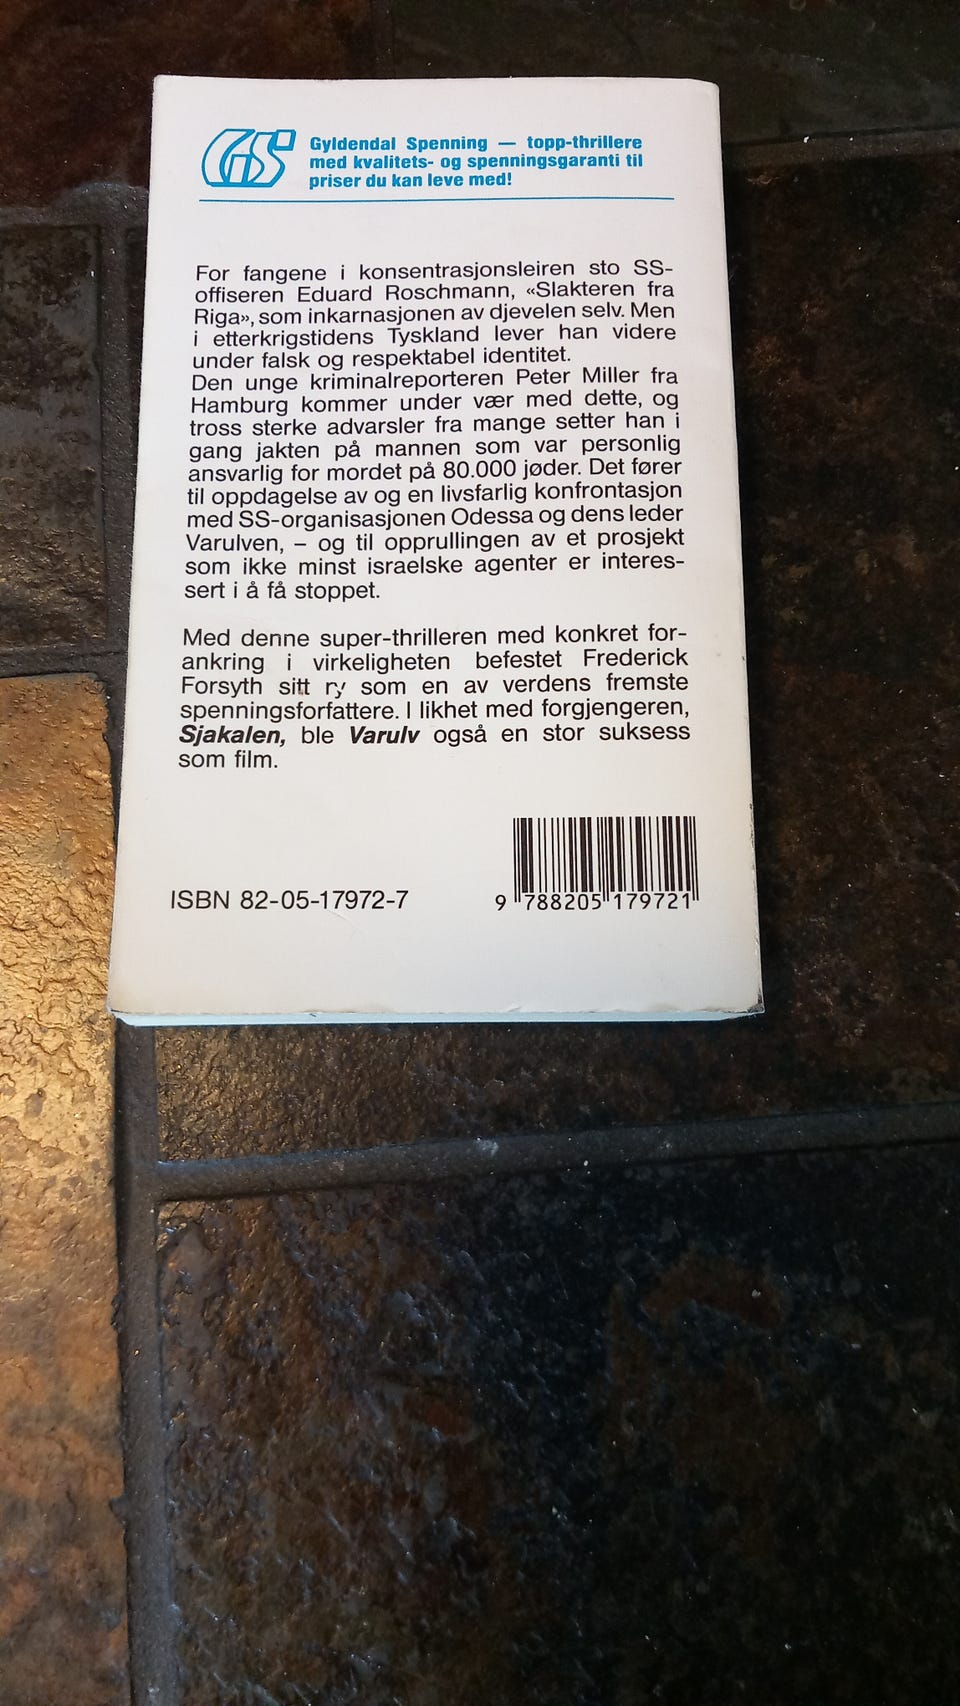 GS
Gyldendal Spenning — topp-thrillere
med kvalitets- og spenningsgaranti til
priser du kan leve med!
For fangene i konsentrasjonsleiren sto SS-
offiseren Eduard Roschmann, «Slakteren fra
Riga», som inkarnasjonen av djevelen selv. Men
i etterkrigstidens Tyskland lever han videre
under falsk og respektabel identitet.
Den unge kriminalreporteren Peter Miller fra
Hamburg kommer under vær med dette, og
tross sterke advarsler fra mange setter han i
gang jakten på mannen som var personlig
ansvarlig for mordet på 80.000 jøder. Det fører
til oppdagelse av og en livsfarlig konfrontasjon
med SS-organisasjonen Odessa og dens leder
Varulven, – og til opprullingen av et prosjekt
som ikke minst israelske agenter er interes-
sert i å få stoppet.
Med denne super-thrilleren med konkret for-
ankring i virkeligheten befestet Frederick
Forsyth sitt ry som en av verdens fremste
spenningsforfattere. I likhet med forgjengeren,
Sjakalen, ble Varulv også en stor suksess
som film.
ISBN 82-05-17972-7
9 788205 179721